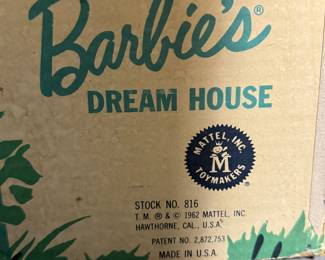 Barbie's®
DREAM HOUSE
MATTEL, INC.
M
TOYMAKERS
®
STOCK NO. 816
T. M. ® & © 1962 MATTEL, INC.
HAWTHORNE, CAL., U.S.A.
PATENT NO. 2,872,753
MADE IN U.S.A.